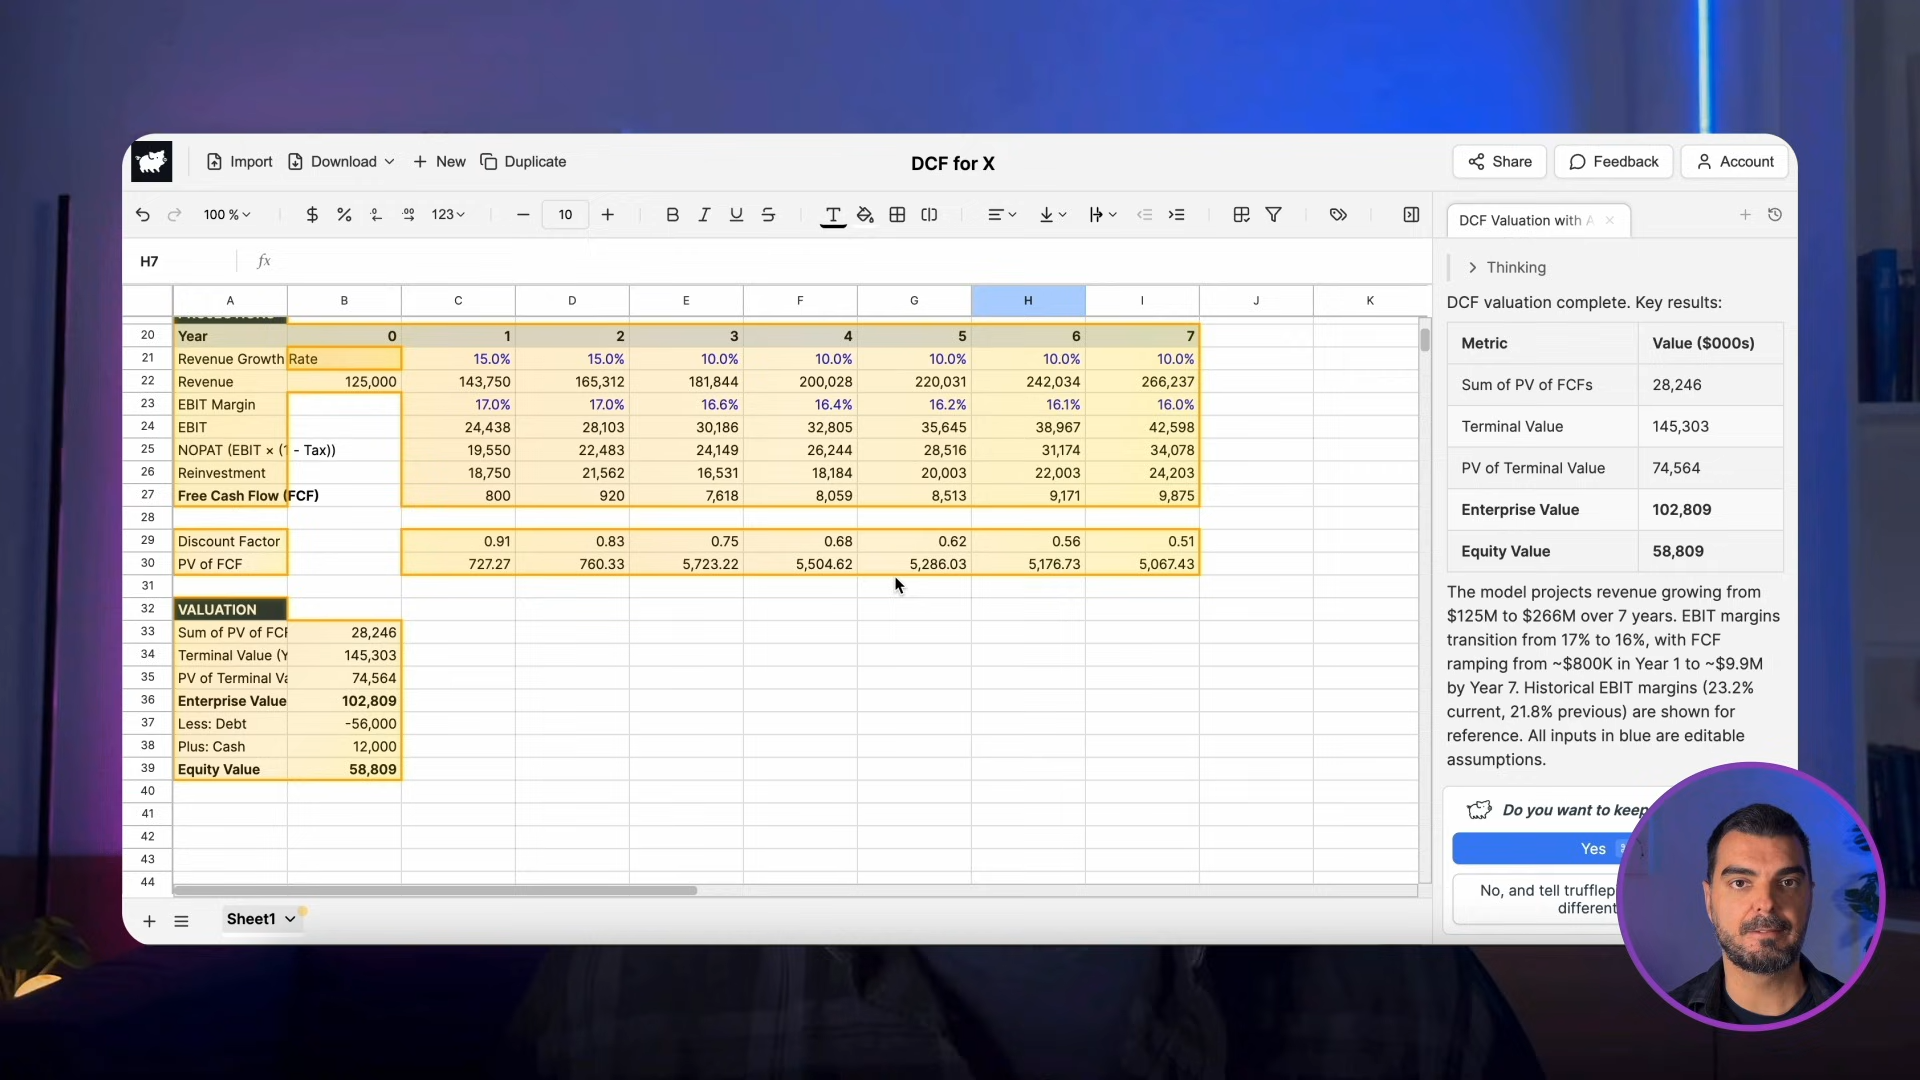 Import Download New Duplicate DCF for X Share Feedback Account
100 % $ % .0 .00 123 10 B I U S T
DCF Valuation with A
H7 fx
Thinking
DCF valuation complete. Key results:
Metric Value ($000s)
Sum of PV of FCFs 28,246
Terminal Value 145,303
PV of Terminal Value 74,564
Enterprise Value 102,809
Equity Value 58,809
The model projects revenue growing from
$125M to $266M over 7 years. EBIT margins
transition from 17% to 16%, with FCF
ramping from ~$800K in Year 1 to ~$9.9M
by Year 7. Historical EBIT margins (23.2%
current, 21.8% previous) are shown for
reference. All inputs in blue are editable
assumptions.
Do you want to keep
Yes
No, and tell trufflep
different
A B C D E F G H I J K
20 Year 0 1 2 3 4 5 6 7
21 Revenue Growth Rate 15.0% 15.0% 10.0% 10.0% 10.0% 10.0% 10.0%
22 Revenue 125,000 143,750 165,312 181,844 200,028 220,031 242,034 266,237
23 EBIT Margin 17.0% 17.0% 16.6% 16.4% 16.2% 16.1% 16.0%
24 EBIT 24,438 28,103 30,186 32,805 35,645 38,967 42,598
25 NOPAT (EBIT × (1 - Tax)) 19,550 22,483 24,149 26,244 28,516 31,174 34,078
26 Reinvestment 18,750 21,562 16,531 18,184 20,003 22,003 24,203
27 Free Cash Flow (FCF) 800 920 7,618 8,059 8,513 9,171 9,875
28
29 Discount Factor 0.91 0.83 0.75 0.68 0.62 0.56 0.51
30 PV of FCF 727.27 760.33 5,723.22 5,504.62 5,286.03 5,176.73 5,067.43
31
32 VALUATION
33 Sum of PV of FCF 28,246
34 Terminal Value (Y 145,303
35 PV of Terminal Va 74,564
36 Enterprise Value 102,809
37 Less: Debt -56,000
38 Plus: Cash 12,000
39 Equity Value 58,809
40
41
42
43
44
Sheet1